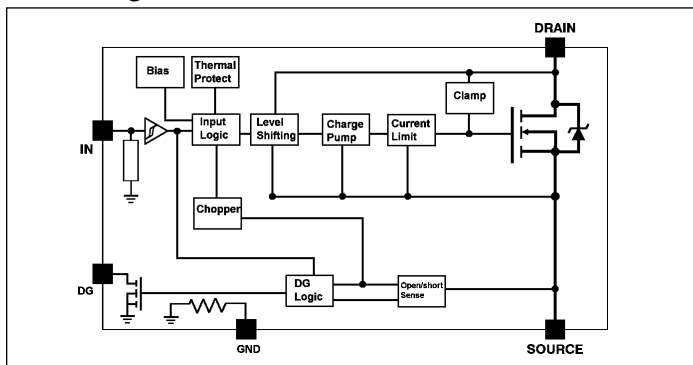 DRAIN
Bias
Thermal
Protect
Clamp
IN
Input
Logic
Level
Shifting
Charge
Pump
Current
Limit
Chopper
DG
DG
Logic
Open/short
Sense
GND
SOURCE